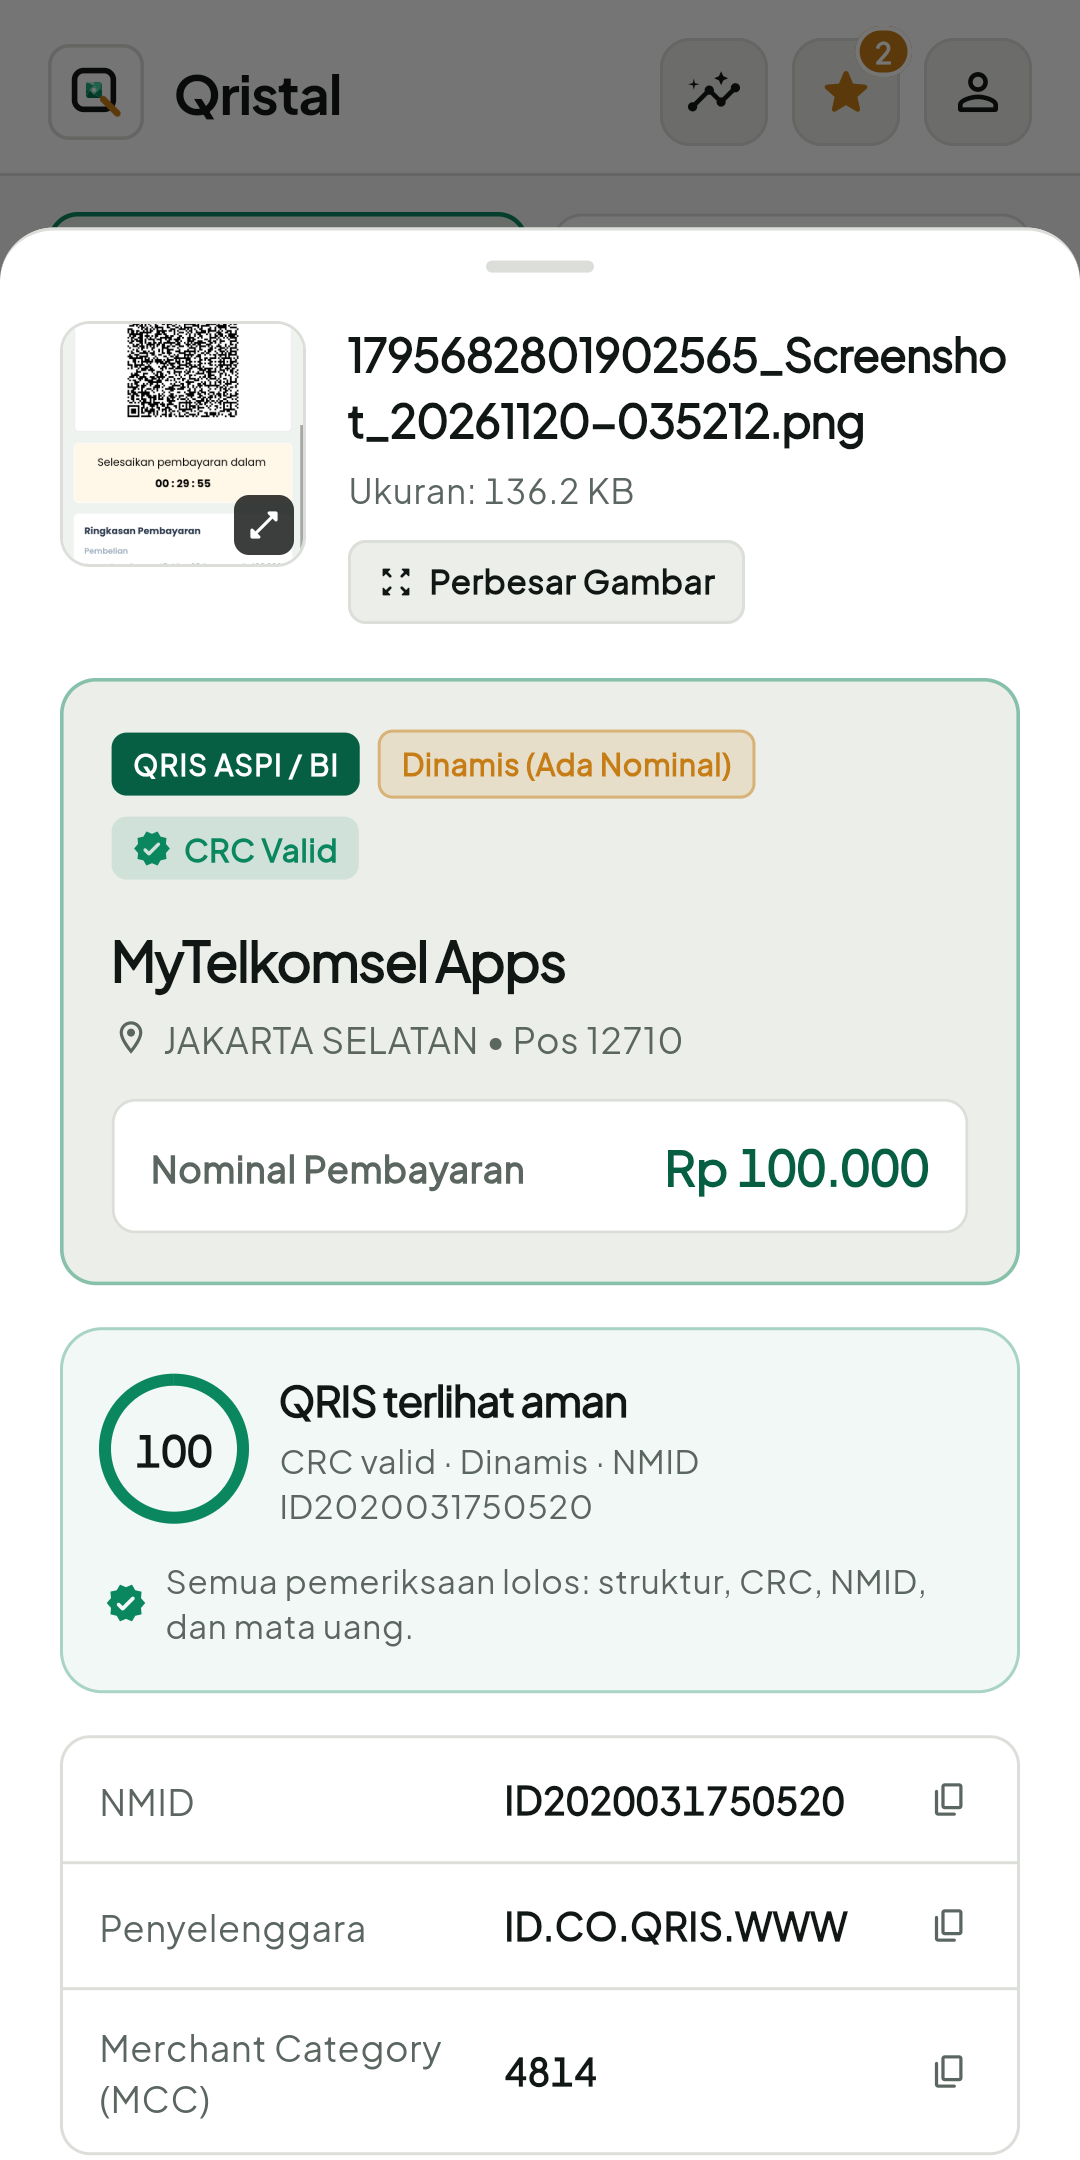 Qristal
2
Selesaikan pembayaran dalam
00 : 29 : 55
Ringkasan Pembayaran
Pembelian
1795682801902565_Screensho
t_20261120-035212.png
Ukuran: 136.2 KB
Perbesar Gambar
QRIS ASPI / BI
Dinamis (Ada Nominal)
CRC Valid
MyTelkomsel Apps
JAKARTA SELATAN • Pos 12710
Nominal Pembayaran
Rp 100.000
100
QRIS terlihat aman
CRC valid · Dinamis · NMID
ID2020031750520
Semua pemeriksaan lolos: struktur, CRC, NMID,
dan mata uang.
NMID
ID2020031750520
Penyelenggara
ID.CO.QRIS.WWW
Merchant Category
(MCC)
4814